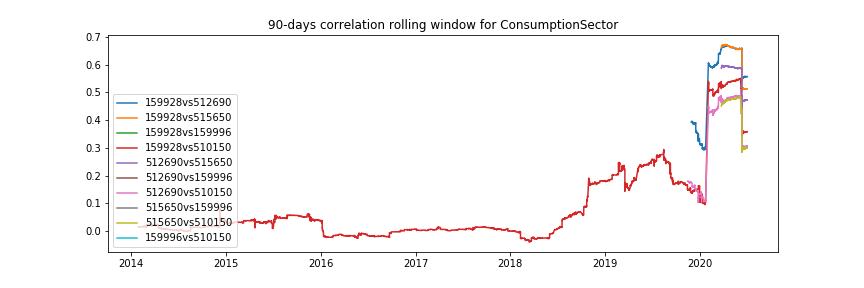 90-days correlation rolling window for ConsumptionSector
0.7
0.6
0.5
0.4
0.3
0.2
0.1
0.0
159928vs512690
159928vs515650
159928vs159996
159928vs510150
512690vs515650
512690vs159996
512690vs510150
515650vs159996
515650vs510150
159996vs510150
2014 2015 2016 2017 2018 2019 2020